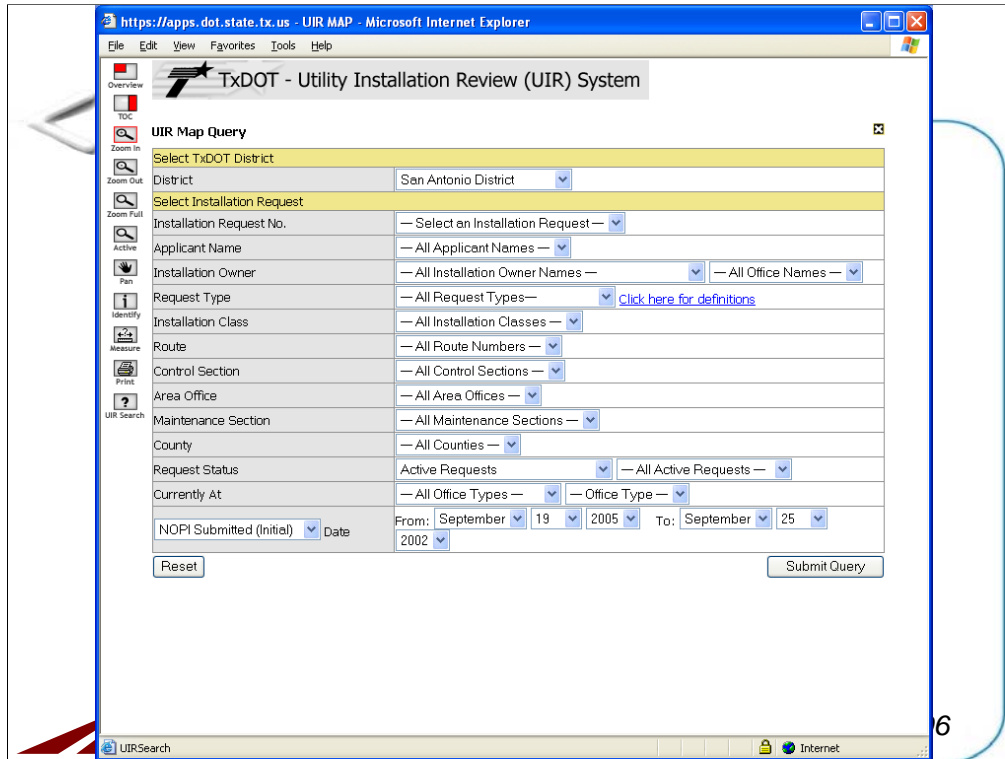 https://apps.dot.state.tx.us - UIR MAP - Microsoft Internet Explorer
File Edit View Favorites Tools Help
Overview
TOC
Zoom In
Zoom Out
Zoom Full
Active
Pan
Identify
Measure
Print
UIR Search
TxDOT - Utility Installation Review (UIR) System
UIR Map Query
Select TxDOT District
District San Antonio District
Select Installation Request
Installation Request No. — Select an Installation Request —
Applicant Name — All Applicant Names —
Installation Owner — All Installation Owner Names — — All Office Names —
Request Type — All Request Types— Click here for definitions
Installation Class — All Installation Classes —
Route — All Route Numbers —
Control Section — All Control Sections —
Area Office — All Area Offices —
Maintenance Section — All Maintenance Sections —
County — All Counties —
Request Status Active Requests — All Active Requests —
Currently At — All Office Types — — Office Type —
NOPI Submitted (Initial) Date From: September 19 2005 To: September 25
2002
Reset Submit Query
6
UIRSearch Internet